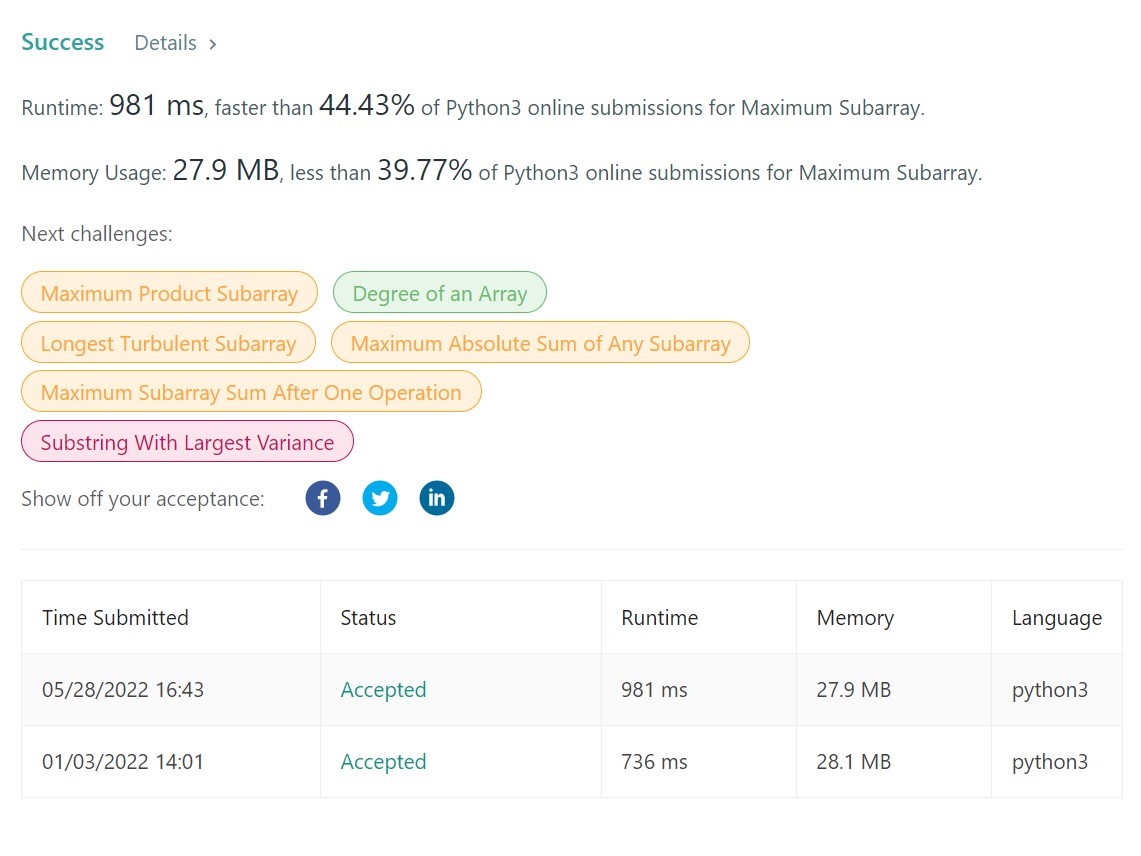 Success Details >
Runtime: 981 ms, faster than 44.43% of Python3 online submissions for Maximum Subarray.
Memory Usage: 27.9 MB, less than 39.77% of Python3 online submissions for Maximum Subarray.
Next challenges:
Maximum Product Subarray Degree of an Array
Longest Turbulent Subarray Maximum Absolute Sum of Any Subarray
Maximum Subarray Sum After One Operation
Substring With Largest Variance
Show off your acceptance: f in
Time Submitted Status Runtime Memory Language
05/28/2022 16:43 Accepted 981 ms 27.9 MB python3
01/03/2022 14:01 Accepted 736 ms 28.1 MB python3